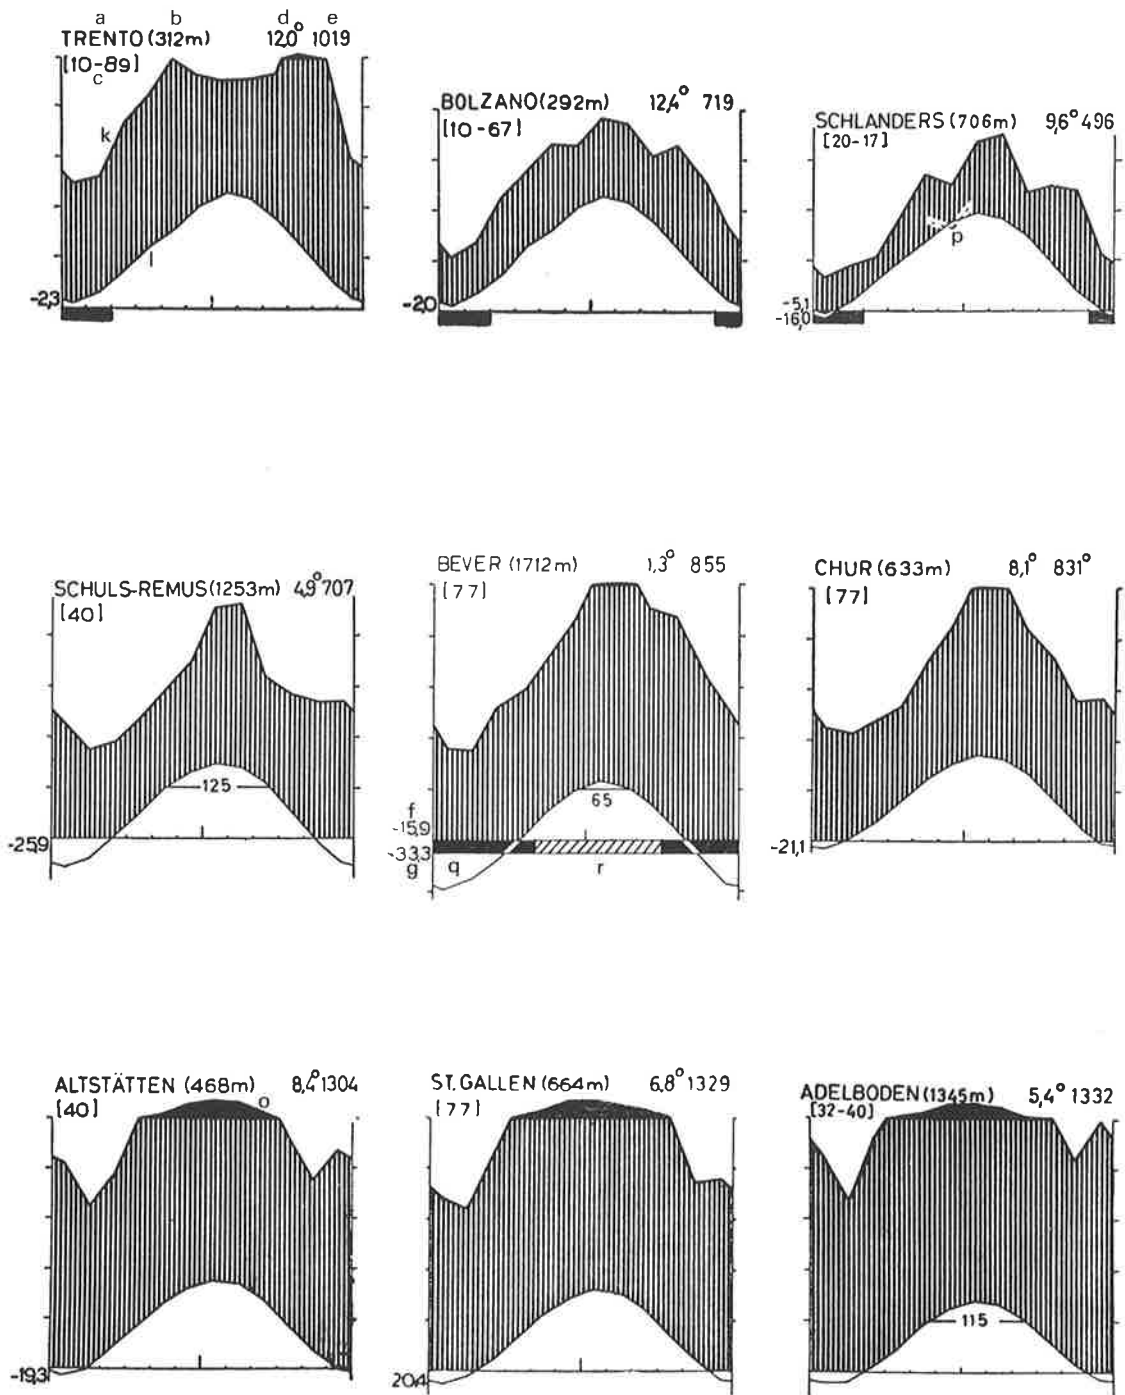 a b d e
TRENTO (312m) 12,0° 1019
[10-89]
c
k
l
-2,3
BOLZANO (292m) 12,4° 719
[10-67]
-2,0
SCHLANDERS (706m) 9,6° 496
[20-17]
p
-5,1
-16,0
SCHULS-REMUS (1253m) 4,9° 707
[40]
125
-25,9
BEVER (1712m) 1,3° 855
[77]
65
f
-15,9
-33,3
g q r
CHUR (633m) 8,1° 831°
[77]
-21,1
ALTSTÄTTEN (468m) 8,4° 1304
[40]
o
-19,3
ST. GALLEN (664m) 6,8° 1329
[77]
20,4
ADELBODEN (1345m) 5,4° 1332
[32-40]
115